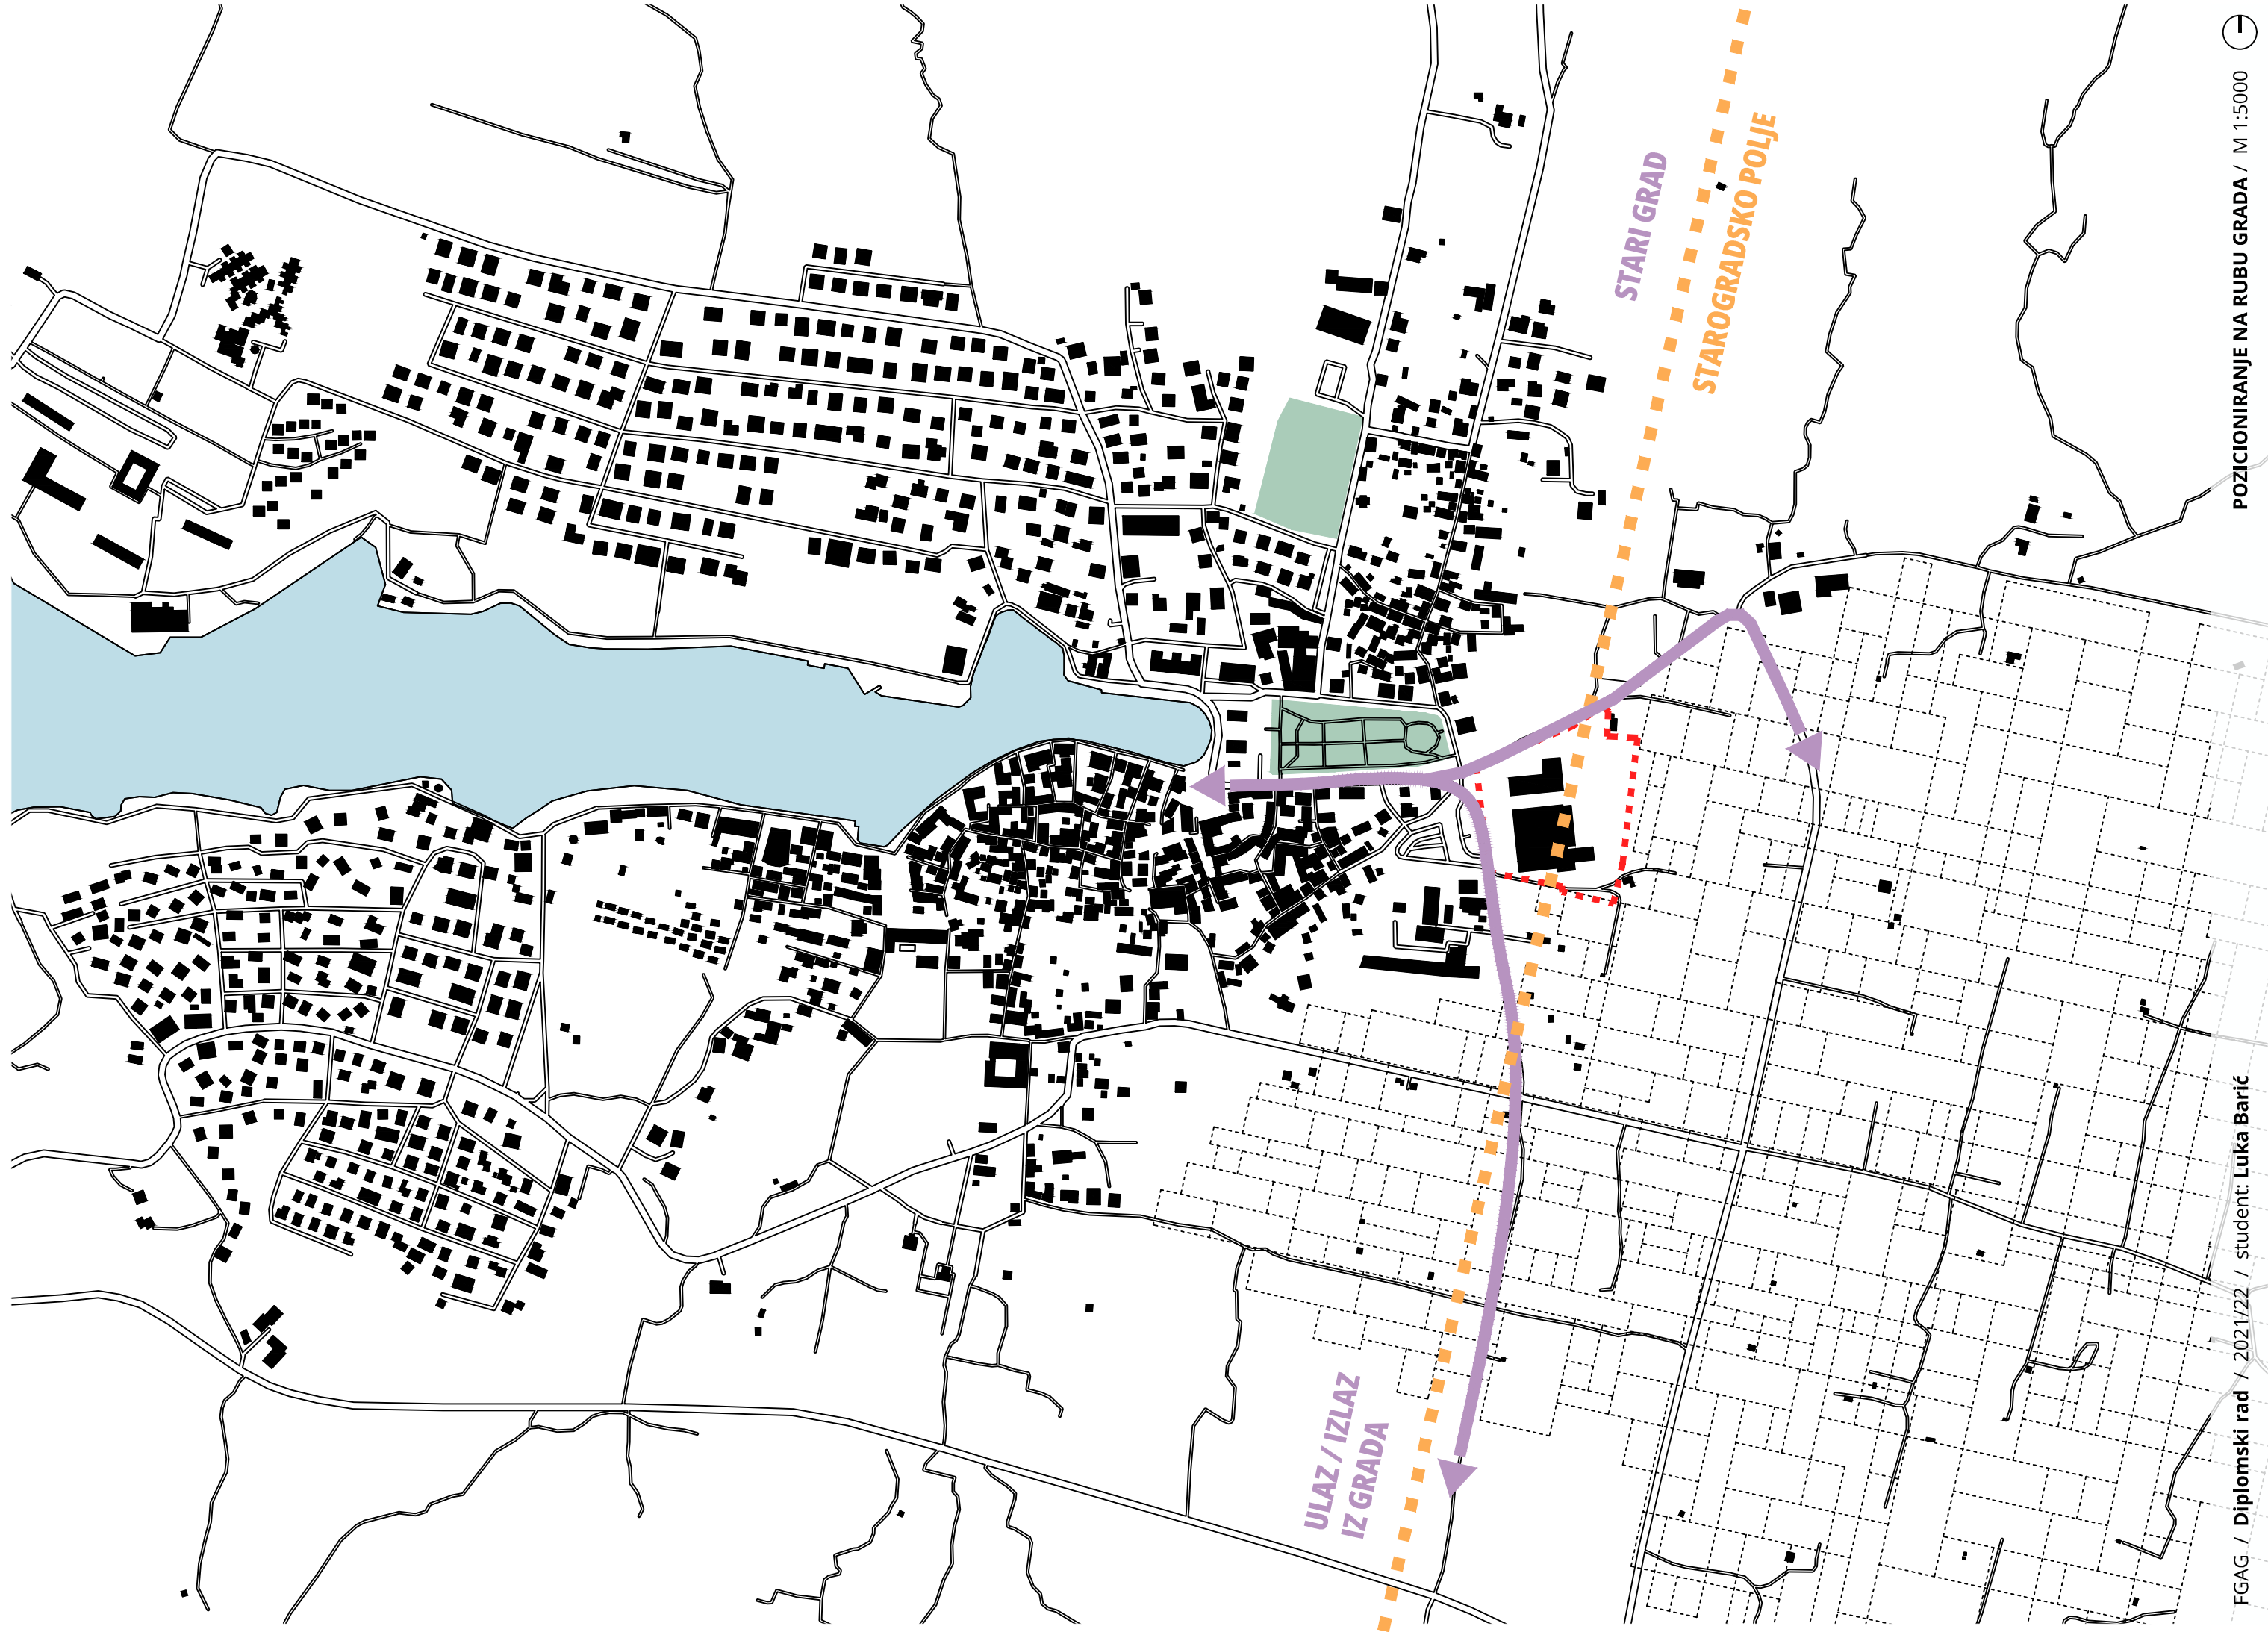 STARI GRAD
STAROGRADSKO POLJE
ULAZ / IZLAZ
IZ GRADA
FGAG / Diplomski rad / 2021/22 / student: Luka Barić
POZICIONIRANJE NA RUBU GRADA / M 1:5000